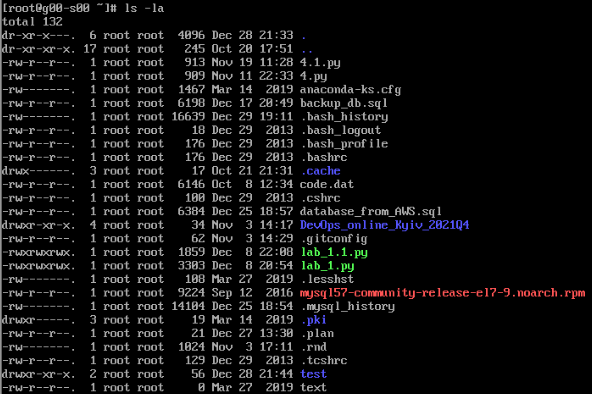 [root@g00-s00 ~]# ls -la
total 132
dr-xr-x---. 6 root root 4096 Dec 28 21:33 .
dr-xr-xr-x. 17 root root 245 Oct 20 17:51 ..
-rw-r--r--. 1 root root 913 Nov 19 11:28 4.1.py
-rw-r--r--. 1 root root 909 Nov 11 22:33 4.py
-rw-------. 1 root root 1467 Mar 14 2019 anaconda-ks.cfg
-rw-r--r--. 1 root root 6198 Dec 17 20:49 backup_db.sql
-rw-------. 1 root root 16639 Dec 29 19:11 .bash_history
-rw-r--r--. 1 root root 18 Dec 29 2013 .bash_logout
-rw-r--r--. 1 root root 176 Dec 29 2013 .bash_profile
-rw-r--r--. 1 root root 176 Dec 29 2013 .bashrc
drwx------. 3 root root 17 Oct 21 21:31 .cache
-rw-r--r--. 1 root root 6146 Oct 8 12:34 code.dat
-rw-r--r--. 1 root root 100 Dec 29 2013 .cshrc
-rw-r--r--. 1 root root 6384 Dec 25 18:57 database_from_AWS.sql
drwxr-xr-x. 4 root root 34 Nov 3 14:17 DevOps_online_Kyiv_2021Q4
-rw-r--r--. 1 root root 62 Nov 3 14:29 .gitconfig
-rwxrwxrwx. 1 root root 1859 Dec 8 22:08 lab_1.1.py
-rwxrwxrwx. 1 root root 3303 Dec 8 20:54 lab_1.py
-rw-------. 1 root root 108 Mar 27 2019 .lesshst
-rw-r--r--. 1 root root 9224 Sep 12 2016 mysql57-community-release-el7-9.noarch.rpm
-rw-------. 1 root root 14104 Dec 25 18:54 .mysql_history
drwxr-----. 3 root root 19 Mar 14 2019 .pki
-rw-r--r--. 1 root root 21 Dec 27 13:30 .plan
-rw-------. 1 root root 1024 Nov 3 17:11 .rnd
-rw-r--r--. 1 root root 129 Dec 29 2013 .tcshrc
drwxr-xr-x. 2 root root 56 Dec 28 21:44 test
-rw-r--r--. 1 root root 0 Mar 27 2019 text